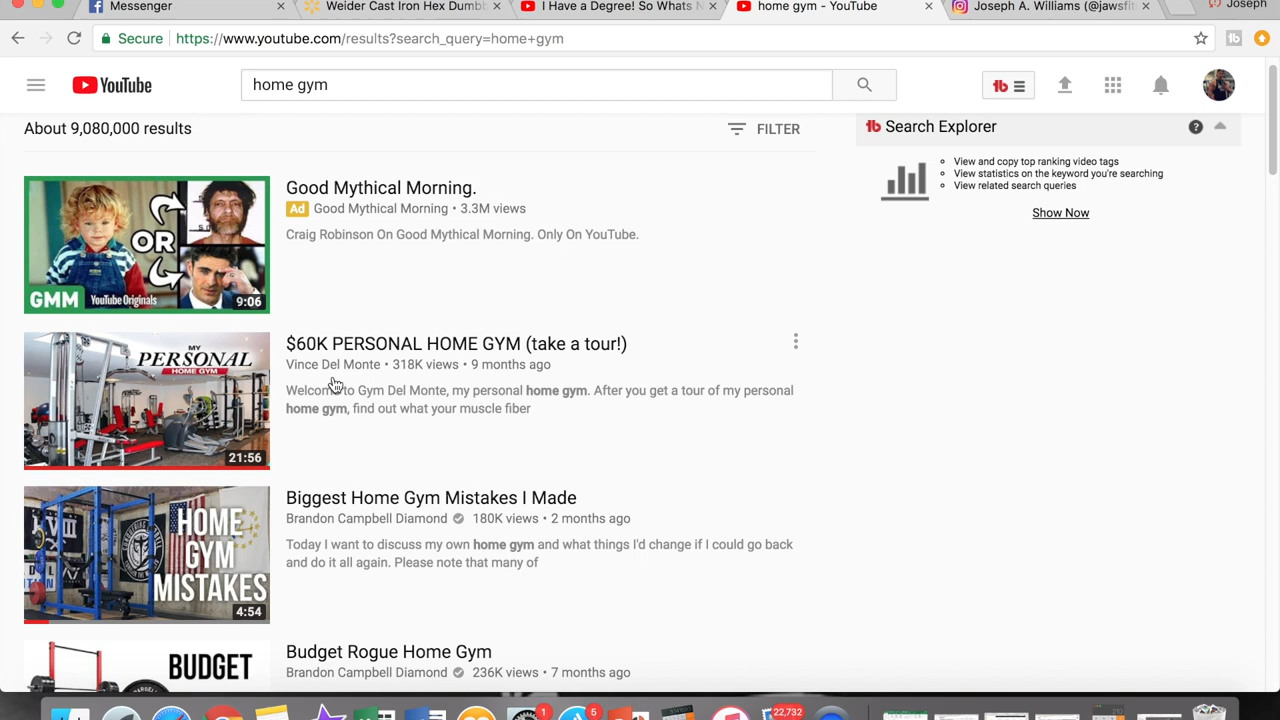 Messenger
Weider Cast Iron Hex Dumbb
I Have a Degree! So Whats N
home gym - YouTube
Joseph A. Williams (@jawsfit
Joseph
Secure
https://www.youtube.com/results?search_query=home+gym
YouTube
home gym
About 9,080,000 results
FILTER
Search Explorer
View and copy top ranking video tags
View statistics on the keyword you're searching
View related search queries
Show Now
OR
GMM YouTube Originals
9:06
Good Mythical Morning.
Ad Good Mythical Morning • 3.3M views
Craig Robinson On Good Mythical Morning. Only On YouTube.
MY
PERSONAL
HOME GYM
21:56
$60K PERSONAL HOME GYM (take a tour!)
Vince Del Monte • 318K views • 9 months ago
Welcome to Gym Del Monte, my personal home gym. After you get a tour of my personal
home gym, find out what your muscle fiber
HOME
GYM
MISTAKES
4:54
Biggest Home Gym Mistakes I Made
Brandon Campbell Diamond 180K views • 2 months ago
Today I want to discuss my own home gym and what things I'd change if I could go back
and do it all again. Please note that many of
BUDGET
Budget Rogue Home Gym
Brandon Campbell Diamond 236K views • 7 months ago
1
5
22,732